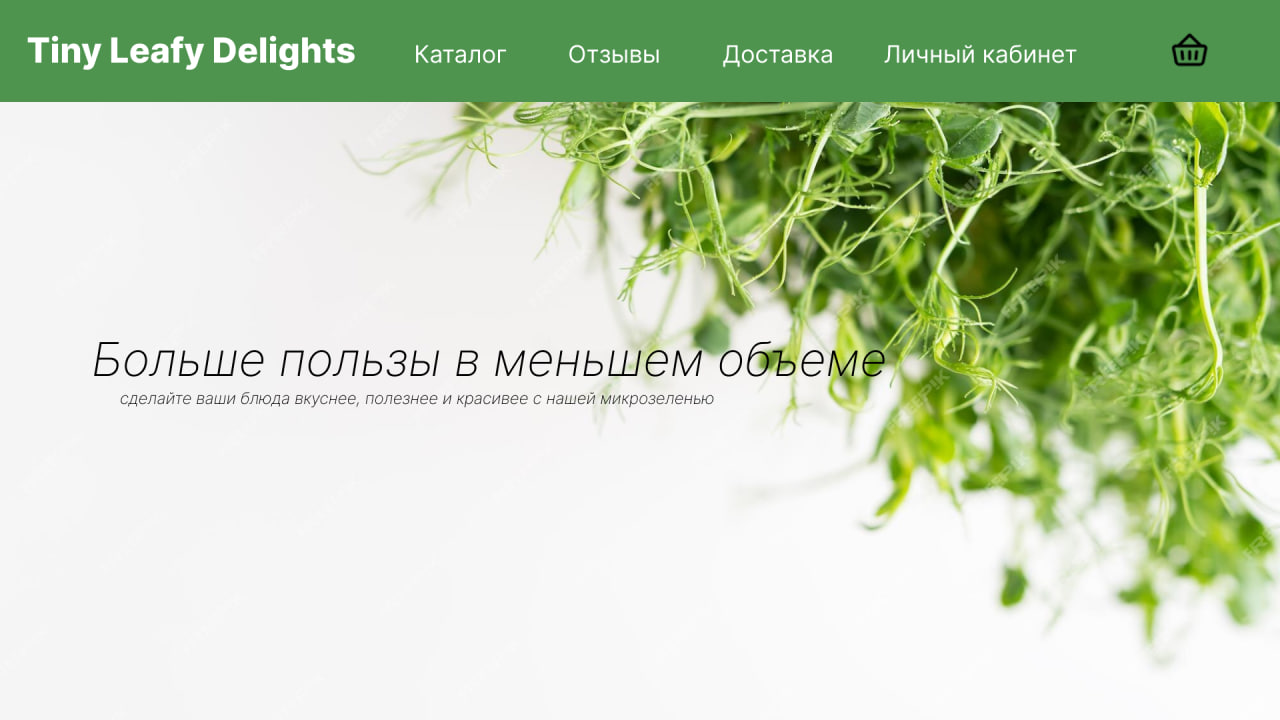 Tiny Leafy Delights Каталог Отзывы Доставка Личный кабинет
Больше пользы в меньшем объеме
сделайте ваши блюда вкуснее, полезнее и красивее с нашей микрозеленью